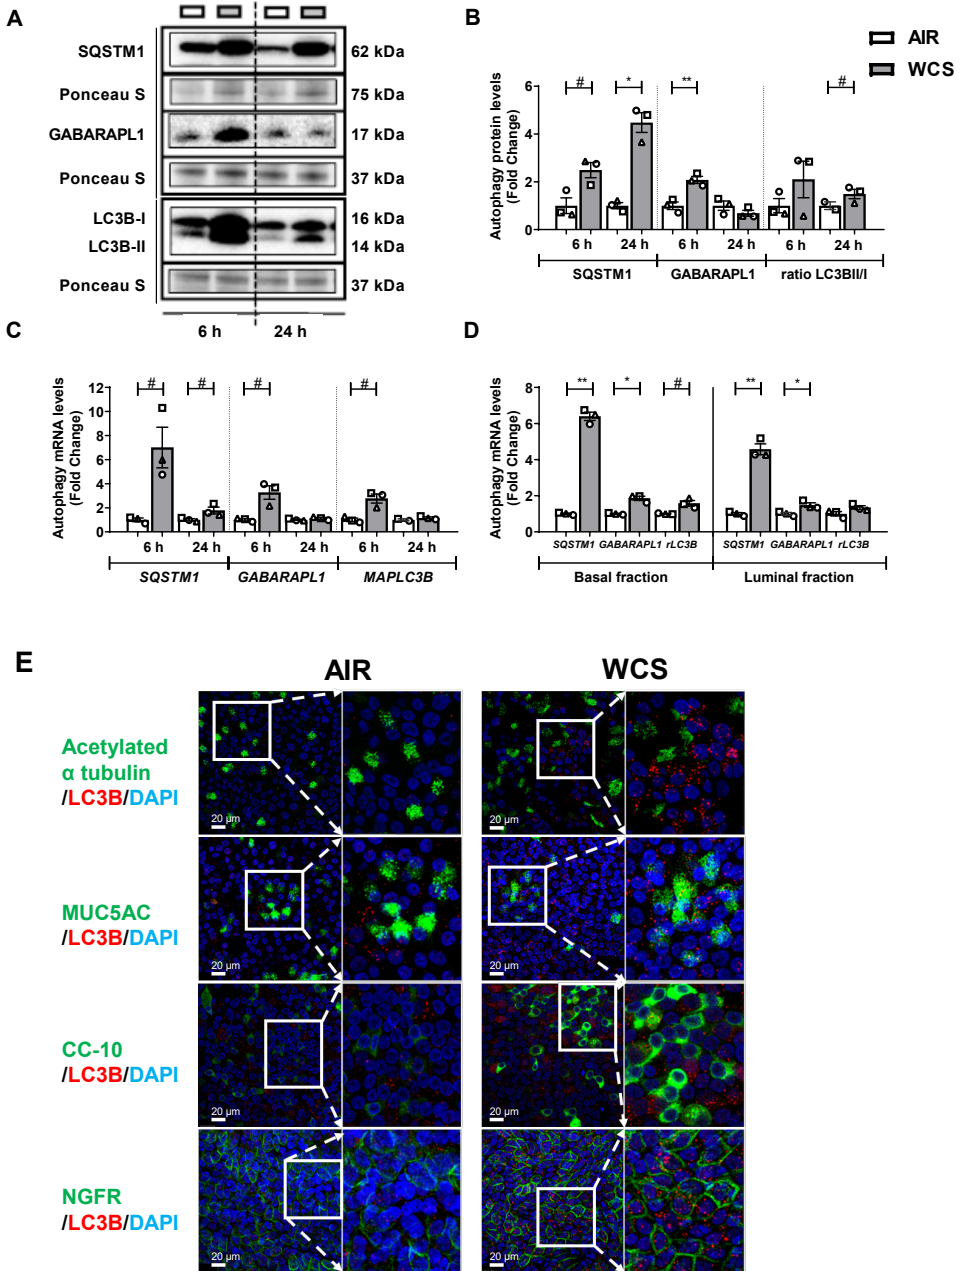 A
SQSTM1
62 kDa
Ponceau S
75 kDa
GABARAPL1
17 kDa
Ponceau S
37 kDa
LC3B-I
16 kDa
LC3B-II
14 kDa
Ponceau S
37 kDa
6 h
24 h
B
AIR
WCS
Autophagy protein levels
(Fold Change)
6
4
2
0
#
*
**
#
6 h
24 h
6 h
24 h
6 h
24 h
SQSTM1
GABARAPL1
ratio LC3BII/I
C
Autophagy mRNA levels
(Fold Change)
12
10
8
6
4
2
0
#
#
#
#
6 h
24 h
6 h
24 h
6 h
24 h
SQSTM1
GABARAPL1
MAPLC3B
D
Autophagy mRNA levels
(Fold Change)
8
6
4
2
0
**
*
#
**
*
SQSTM1
GABARAPL1
rLC3B
SQSTM1
GABARAPL1
rLC3B
Basal fraction
Luminal fraction
E
AIR
WCS
Acetylated
α tubulin
/LC3B/DAPI
20 µm
20 µm
MUC5AC
/LC3B/DAPI
20 µm
20 µm
CC-10
/LC3B/DAPI
20 µm
20 µm
NGFR
/LC3B/DAPI
20 µm
20 µm